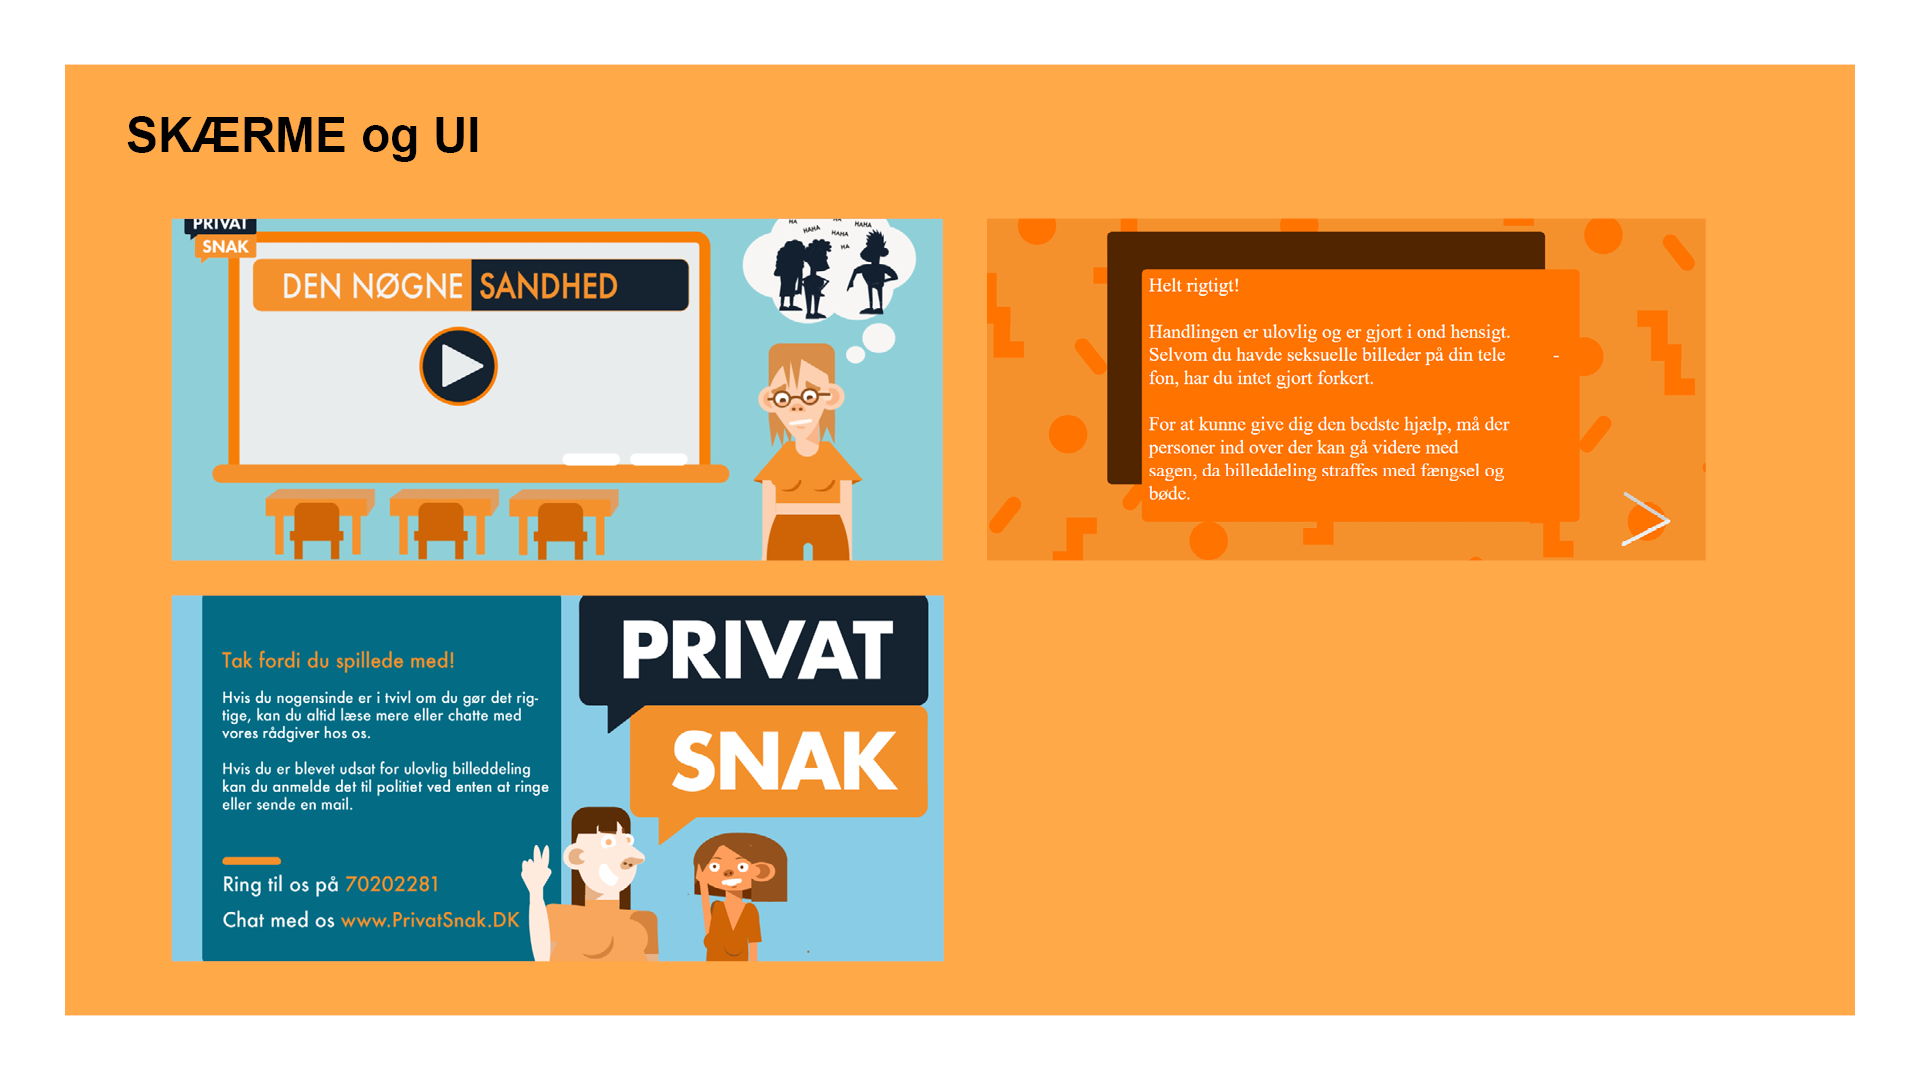 SKÆRME og UI
PRIVAT
SNAK
DEN NØGNE SANDHED
HA
HAHA
HAHA
HA
HAHA
HA
Helt rigtigt!
Handlingen er ulovlig og er gjort i ond hensigt.
Selvom du havde seksuelle billeder på din tele -
fon, har du intet gjort forkert.
For at kunne give dig den bedste hjælp, må der
personer ind over der kan gå videre med
sagen, da billeddeling straffes med fængsel og
bøde.
Tak fordi du spillede med!
Hvis du nogensinde er i tvivl om du gør det rig-
tige, kan du altid læse mere eller chatte med
vores rådgiver hos os.
Hvis du er blevet udsat for ulovlig billeddeling
kan du anmelde det til politiet ved enten at ringe
eller sende en mail.
Ring til os på 70202281
Chat med os www.PrivatSnak.DK
PRIVAT
SNAK